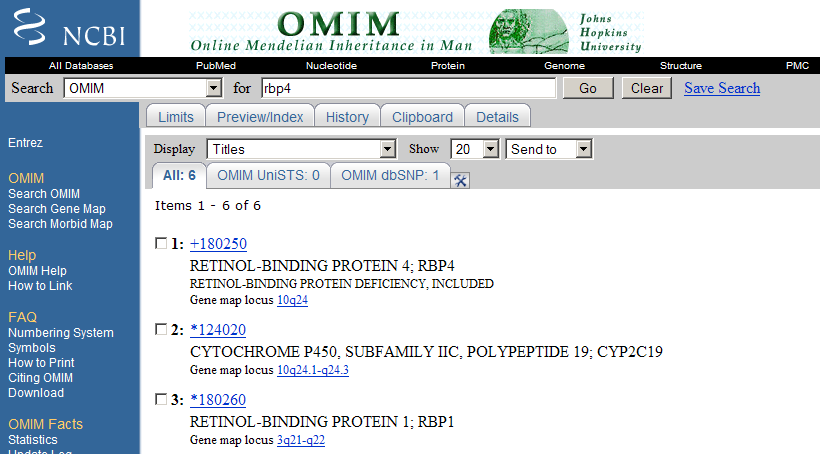 NCBI
OMIM
Online Mendelian Inheritance in Man
Johns
Hopkins
University
All Databases PubMed Nucleotide Protein Genome Structure PMC
Search OMIM for rbp4 Go Clear Save Search
Limits Preview/Index History Clipboard Details
Display Titles Show 20 Send to
All: 6 OMIM UniSTS: 0 OMIM dbSNP: 1
Items 1 - 6 of 6
1: +180250
RETINOL-BINDING PROTEIN 4; RBP4
RETINOL-BINDING PROTEIN DEFICIENCY, INCLUDED
Gene map locus 10q24
2: *124020
CYTOCHROME P450, SUBFAMILY IIC, POLYPEPTIDE 19; CYP2C19
Gene map locus 10q24.1-q24.3
3: *180260
RETINOL-BINDING PROTEIN 1; RBP1
Gene map locus 3q21-q22
Entrez
OMIM
Search OMIM
Search Gene Map
Search Morbid Map
Help
OMIM Help
How to Link
FAQ
Numbering System
Symbols
How to Print
Citing OMIM
Download
OMIM Facts
Statistics
Update Log